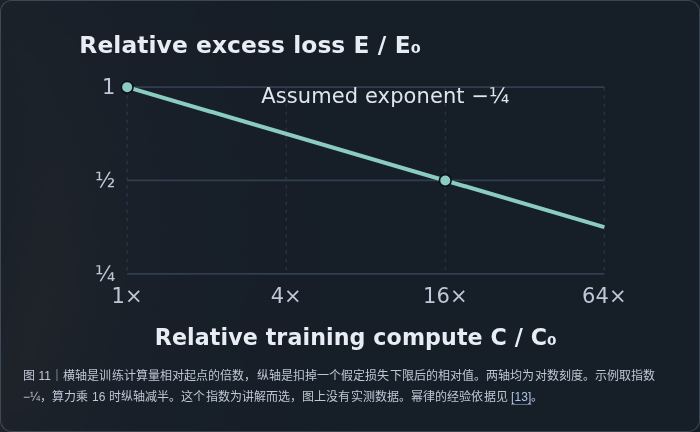 Relative excess loss E / E₀
1
Assumed exponent −¼
½
¼
1×
4×
16×
64×
Relative training compute C / C₀
图 11｜横轴是训练计算量相对起点的倍数，纵轴是扣掉一个假定损失下限后的相对值。两轴均为对数刻度。示例取指数
−¼，算力乘 16 时纵轴减半。这个指数为讲解而选，图上没有实测数据。幂律的经验依据见 [13]。